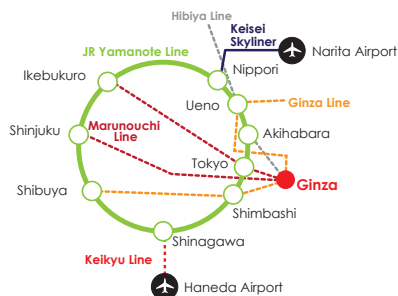 Hibiya Line
Keisei
Skyliner
JR Yamanote Line
Narita Airport
Nippori
Ikebukuro
Ueno
Ginza Line
Shinjuku
Marunouchi
Line
Akihabara
Tokyo
Ginza
Shibuya
Shimbashi
Shinagawa
Keikyu Line
Haneda Airport